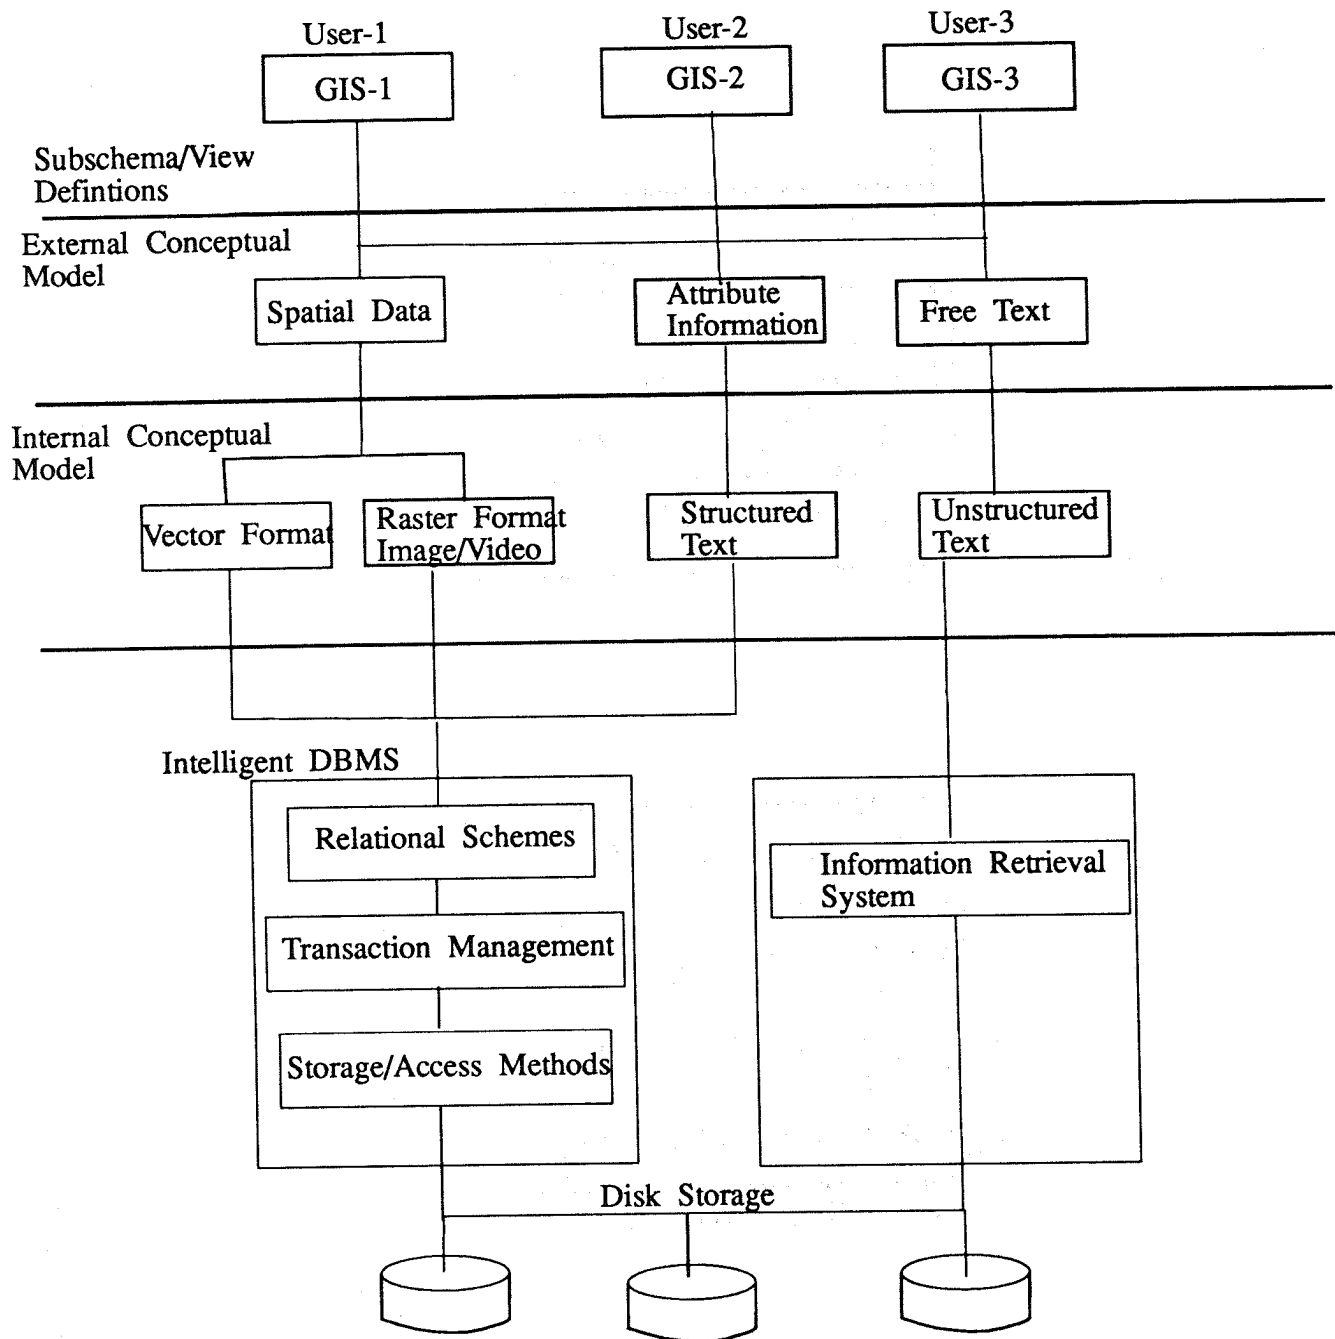 User-1
User-2
User-3
GIS-1
GIS-2
GIS-3
Subschema/View
Defintions
External Conceptual
Model
Spatial Data
Attribute
Information
Free Text
Internal Conceptual
Model
Vector Format
Raster Format
Image/Video
Structured
Text
Unstructured
Text
Intelligent DBMS
Relational Schemes
Information Retrieval
System
Transaction Management
Storage/Access Methods
Disk Storage